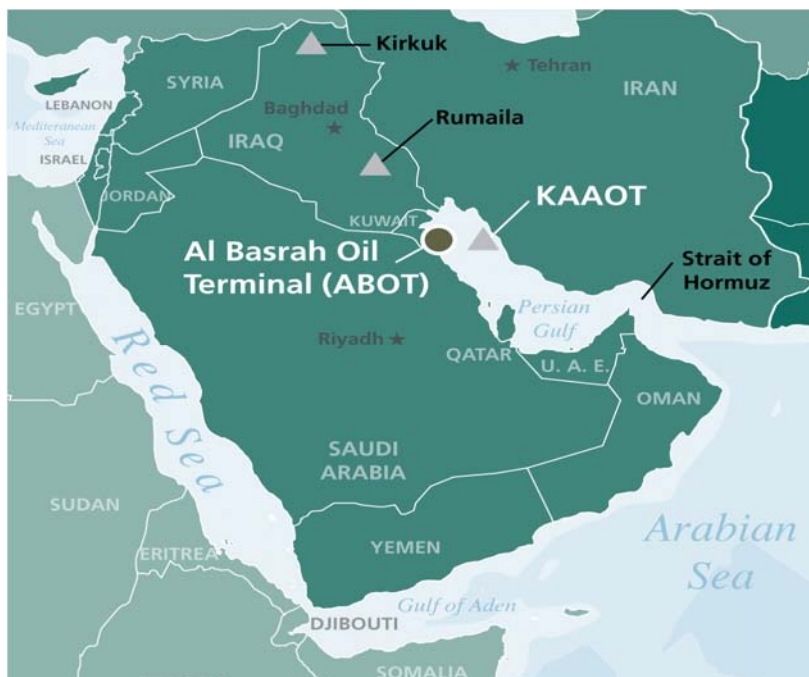 Kirkuk
Tehran
SYRIA
IRAN
LEBANON
Baghdad
Rumaila
Mediteranean
Sea
IRAQ
ISRAEL
JORDAN
KUWAIT
KAAOT
Al Basrah Oil
Terminal (ABOT)
Strait of
Hormuz
EGYPT
Persian
Gulf
Riyadh
QATAR
U. A. E.
Red Sea
OMAN
SAUDI
ARABIA
SUDAN
Arabian
Sea
YEMEN
ERITREA
Gulf of Aden
DJIBOUTI
SOMALIA